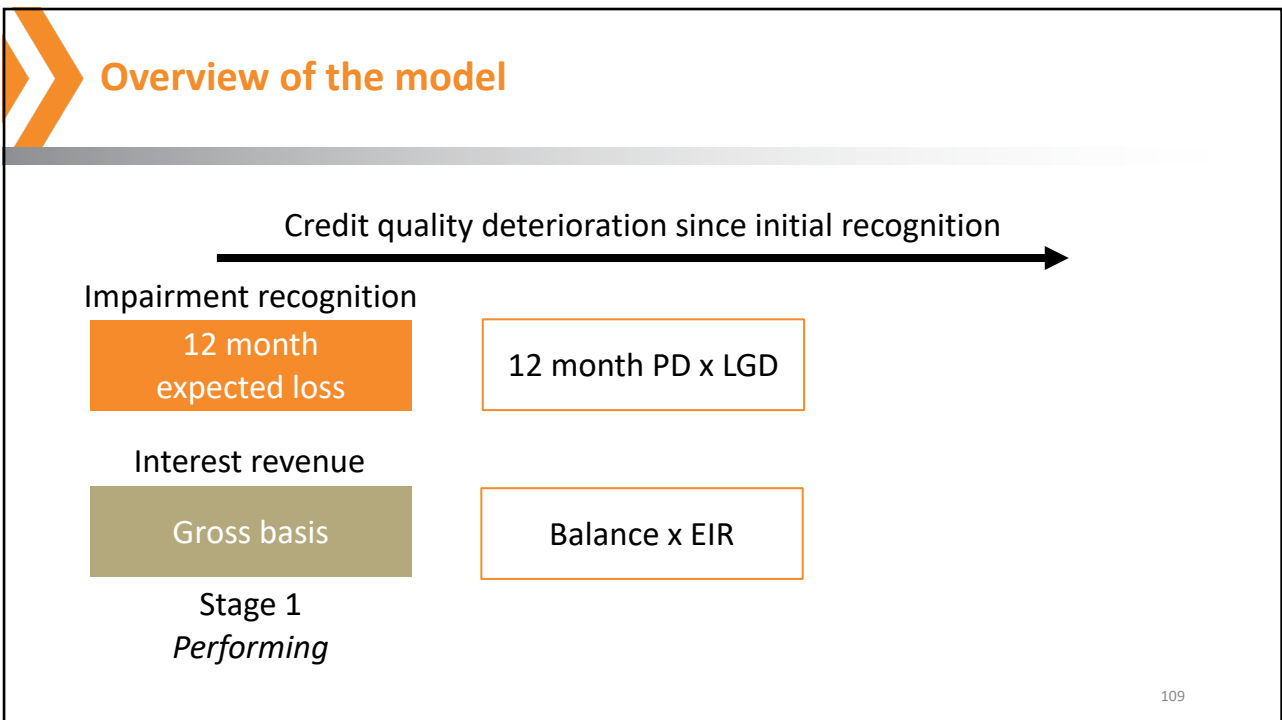 Overview of the model
Credit quality deterioration since initial recognition
Impairment recognition
12 month
expected loss
12 month PD x LGD
Interest revenue
Gross basis
Balance x EIR
Stage 1
Performing
109